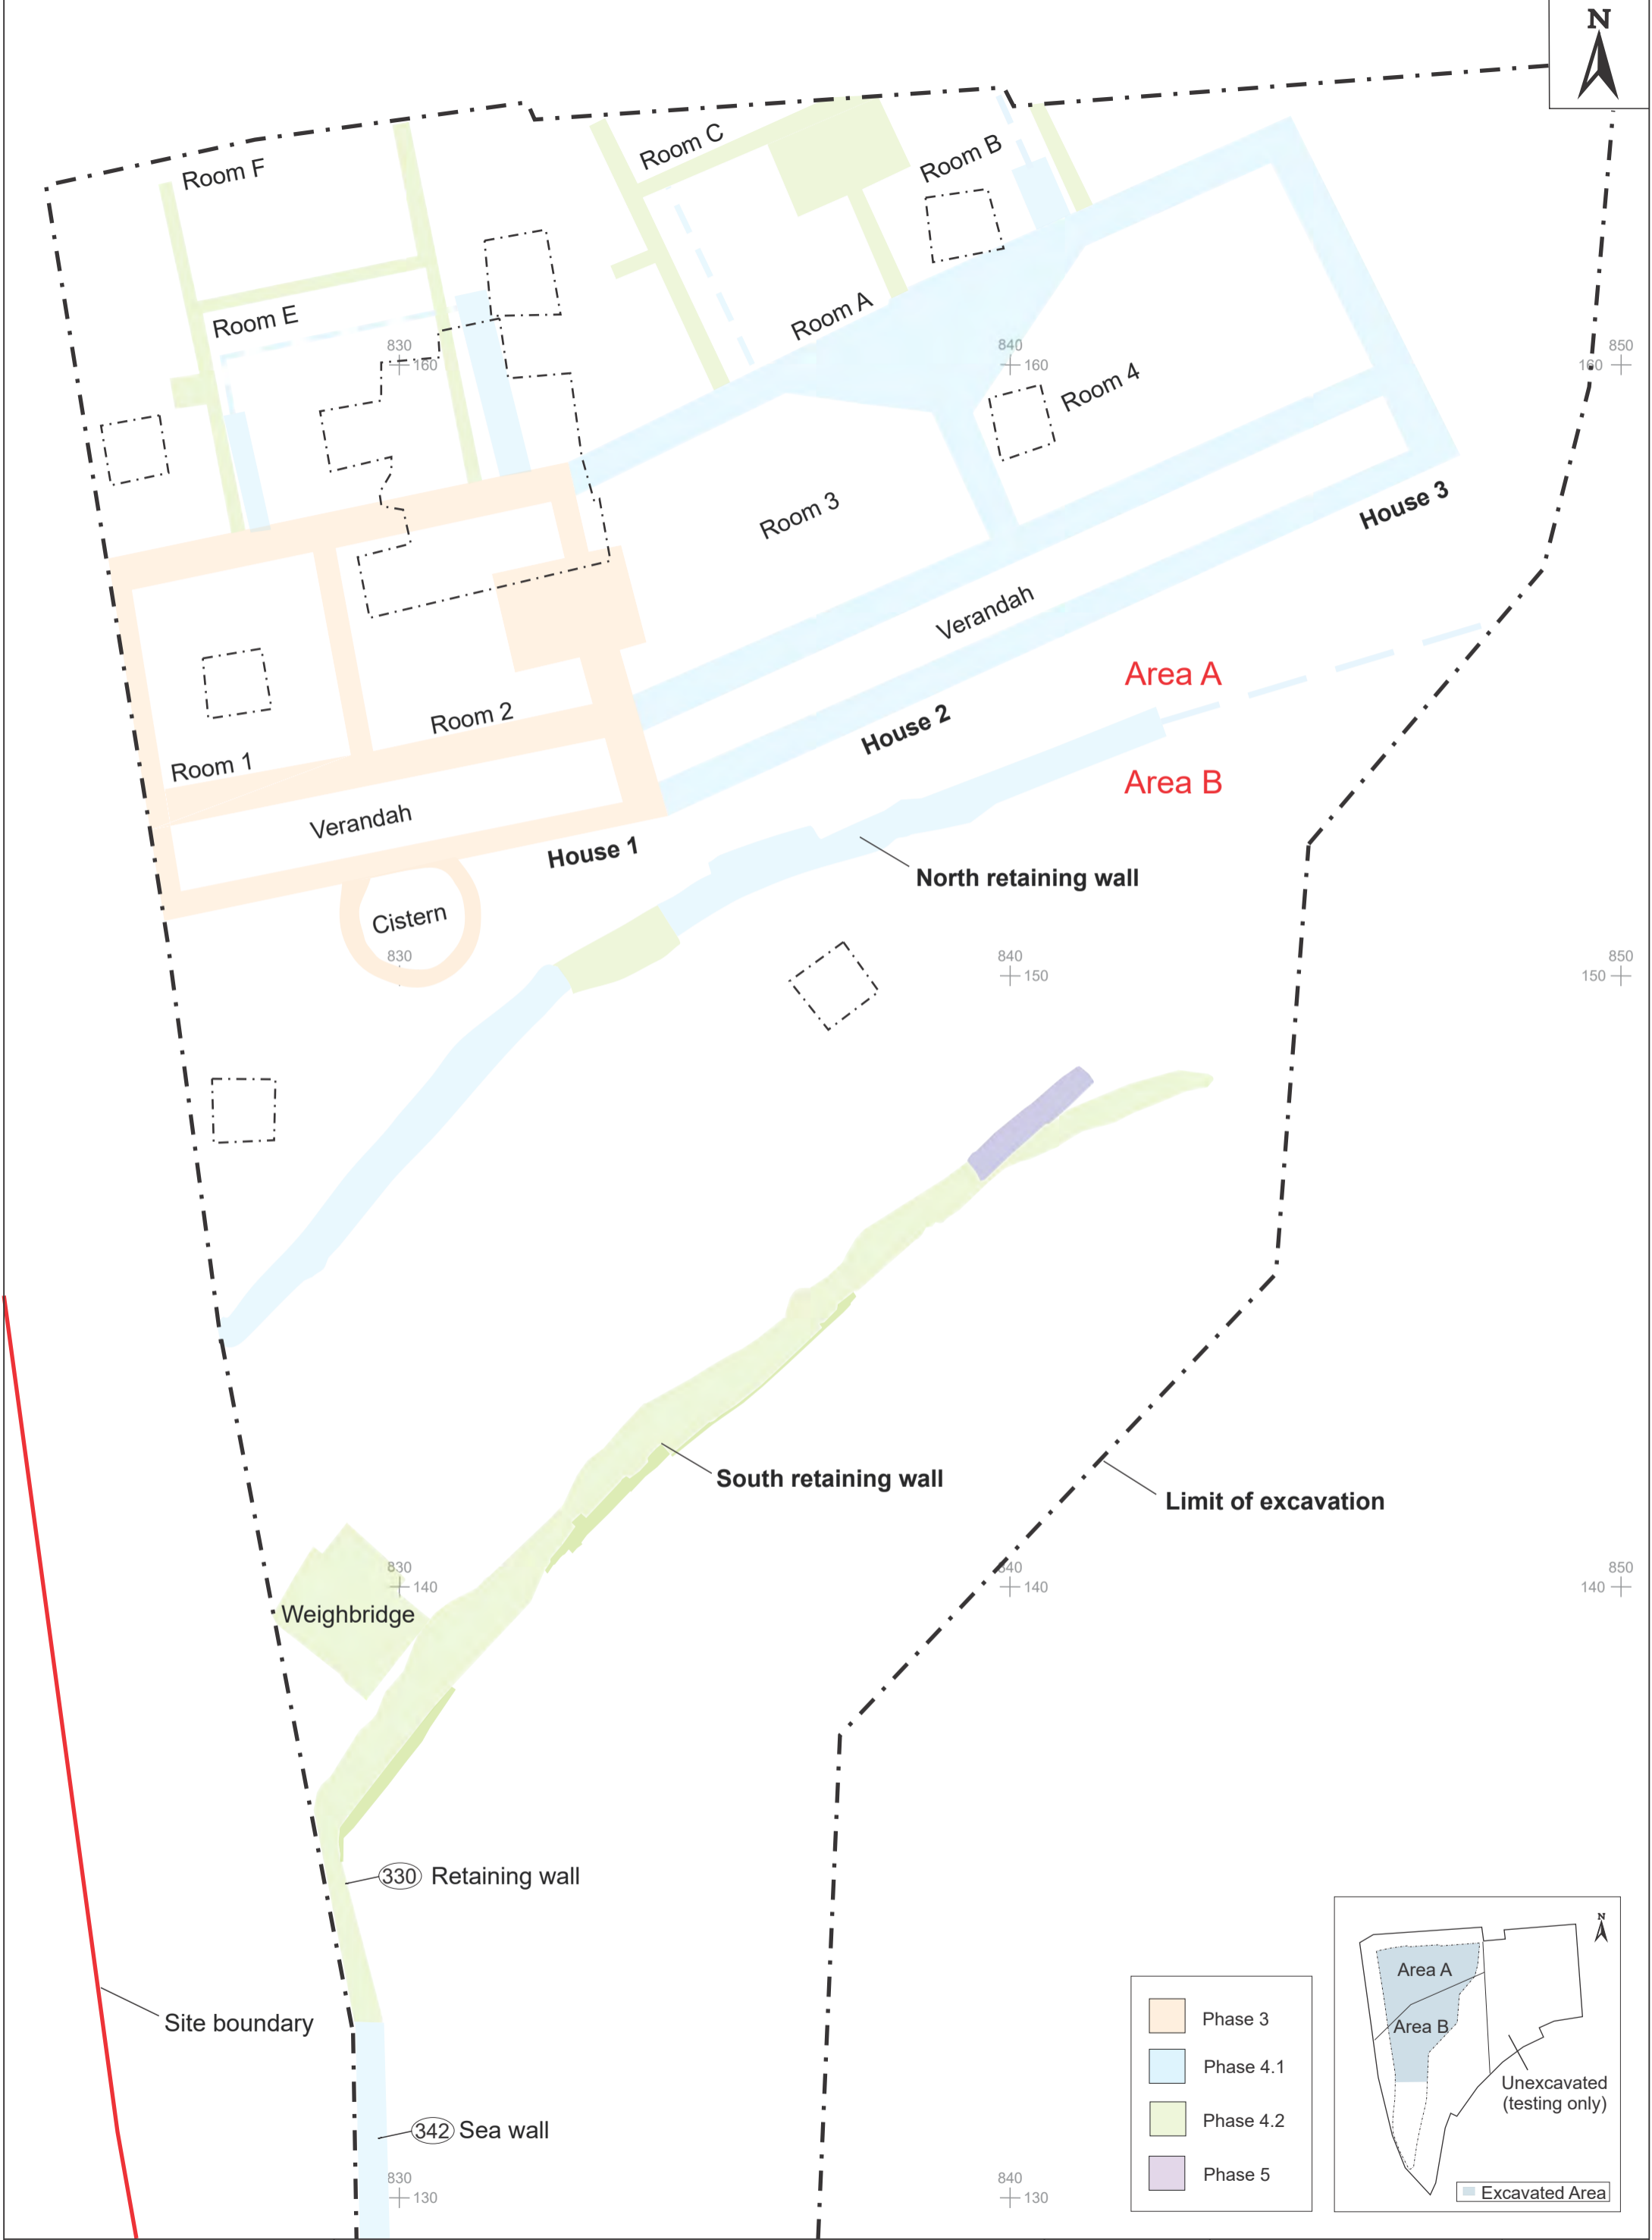 N
Room F
Room C
Room B
Room E
Room A
830
160
840
160
850
160
Room 4
Room 3
House 3
Verandah
Area A
Room 2
House 2
Room 1
Area B
Verandah
House 1
North retaining wall
Cistern
830
840
150
850
150
South retaining wall
Limit of excavation
830
140
840
140
850
140
Weighbridge
330 Retaining wall
Site boundary
342 Sea wall
830
130
840
130
Phase 3
Phase 4.1
Phase 4.2
Phase 5
N
Area A
Area B
Unexcavated
(testing only)
Excavated Area